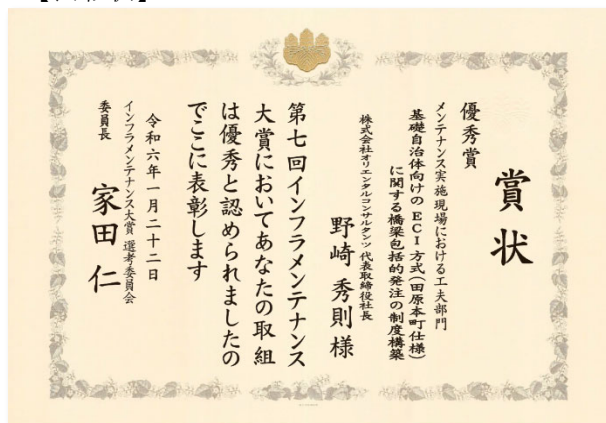 賞状
優秀賞
メンテナンス実施現場における工夫部門
基礎自治体向けのECI方式(田原本町仕様)
に関する橋梁包括的発注の制度構築
株式会社オリエンタルコンサルタンツ 代表取締役社長
野崎 秀則 様
第七回インフラメンテナンス
大賞においてあなたの取組
は優秀と認められましたの
でここに表彰します
令和六年一月二十二日
インフラメンテナンス大賞 選考委員会
委員長
家田 仁